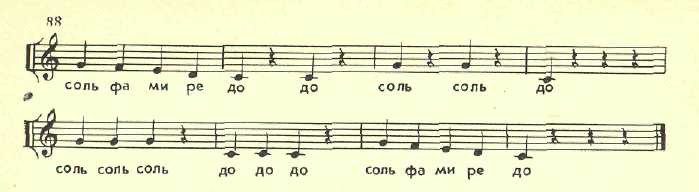 88
соль фа ми ре до до соль соль до
соль соль соль до до до соль фа ми ре до